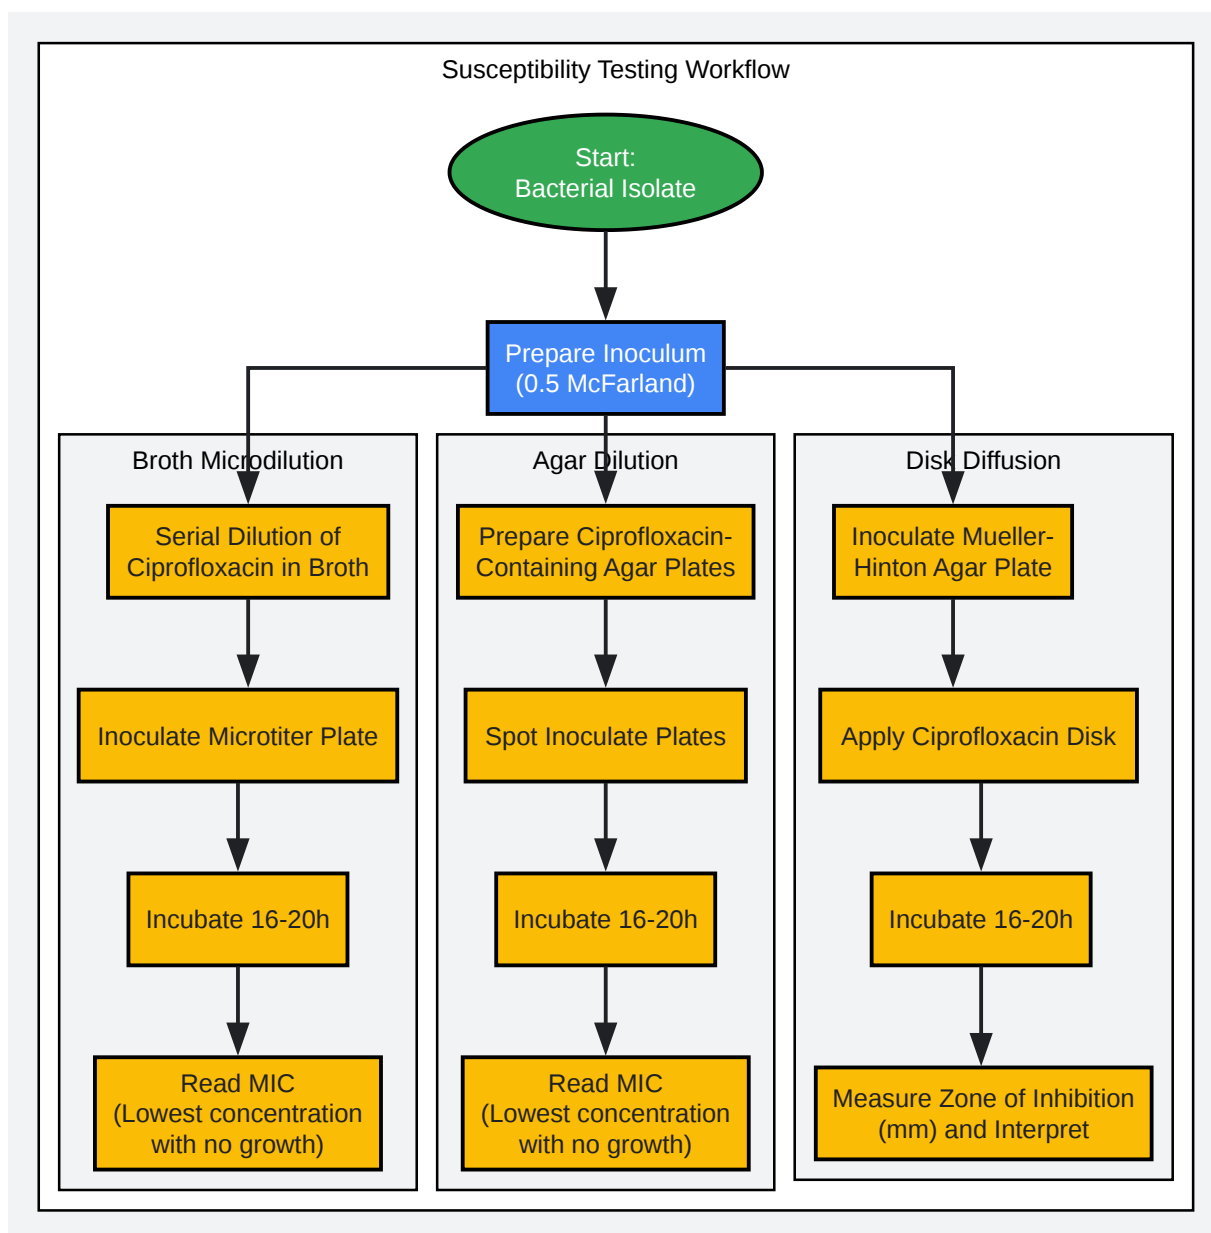 Susceptibility Testing Workflow
Start:
Bacterial Isolate
Prepare Inoculum
(0.5 McFarland)
Broth Microdilution
Serial Dilution of
Ciprofloxacin in Broth
Inoculate Microtiter Plate
Incubate 16-20h
Read MIC
(Lowest concentration
with no growth)
Agar Dilution
Prepare Ciprofloxacin-
Containing Agar Plates
Spot Inoculate Plates
Incubate 16-20h
Read MIC
(Lowest concentration
with no growth)
Disk Diffusion
Inoculate Mueller-
Hinton Agar Plate
Apply Ciprofloxacin Disk
Incubate 16-20h
Measure Zone of Inhibition
(mm) and Interpret